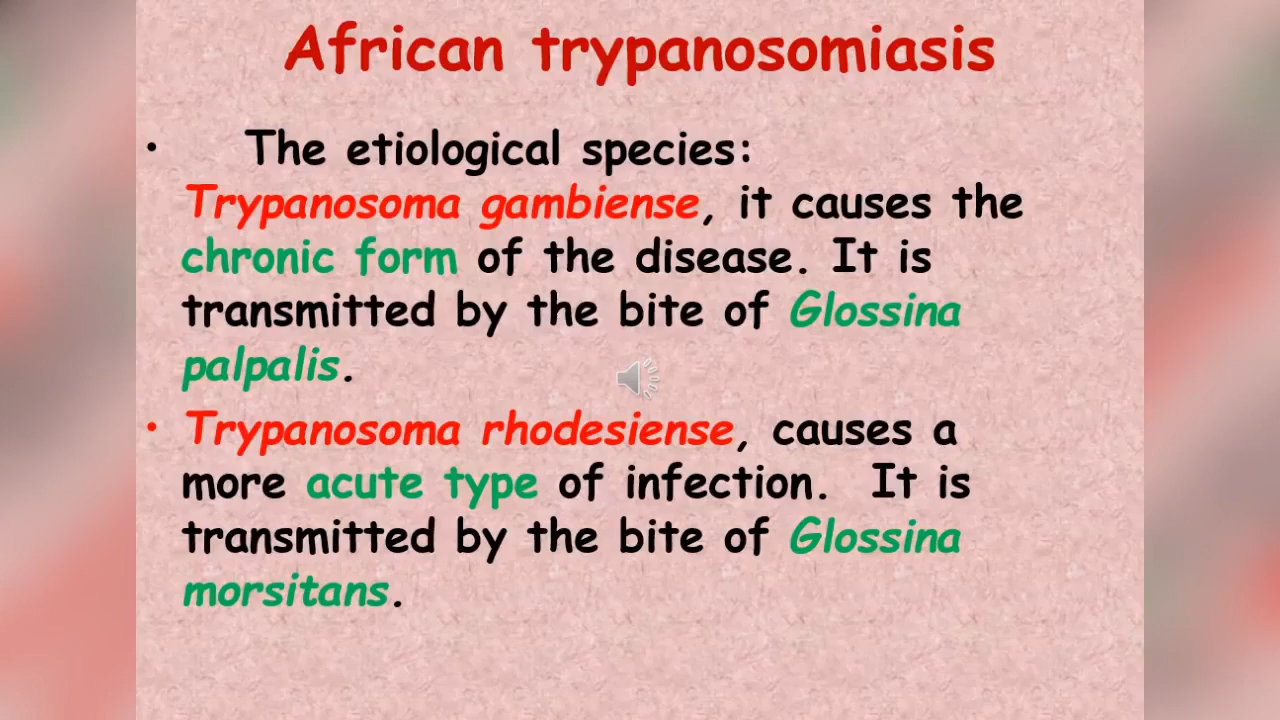 African trypanosomiasis
• The etiological species:
Trypanosoma gambiense, it causes the
chronic form of the disease. It is
transmitted by the bite of Glossina
palpalis.
• Trypanosoma rhodesiense, causes a
more acute type of infection. It is
transmitted by the bite of Glossina
morsitans.